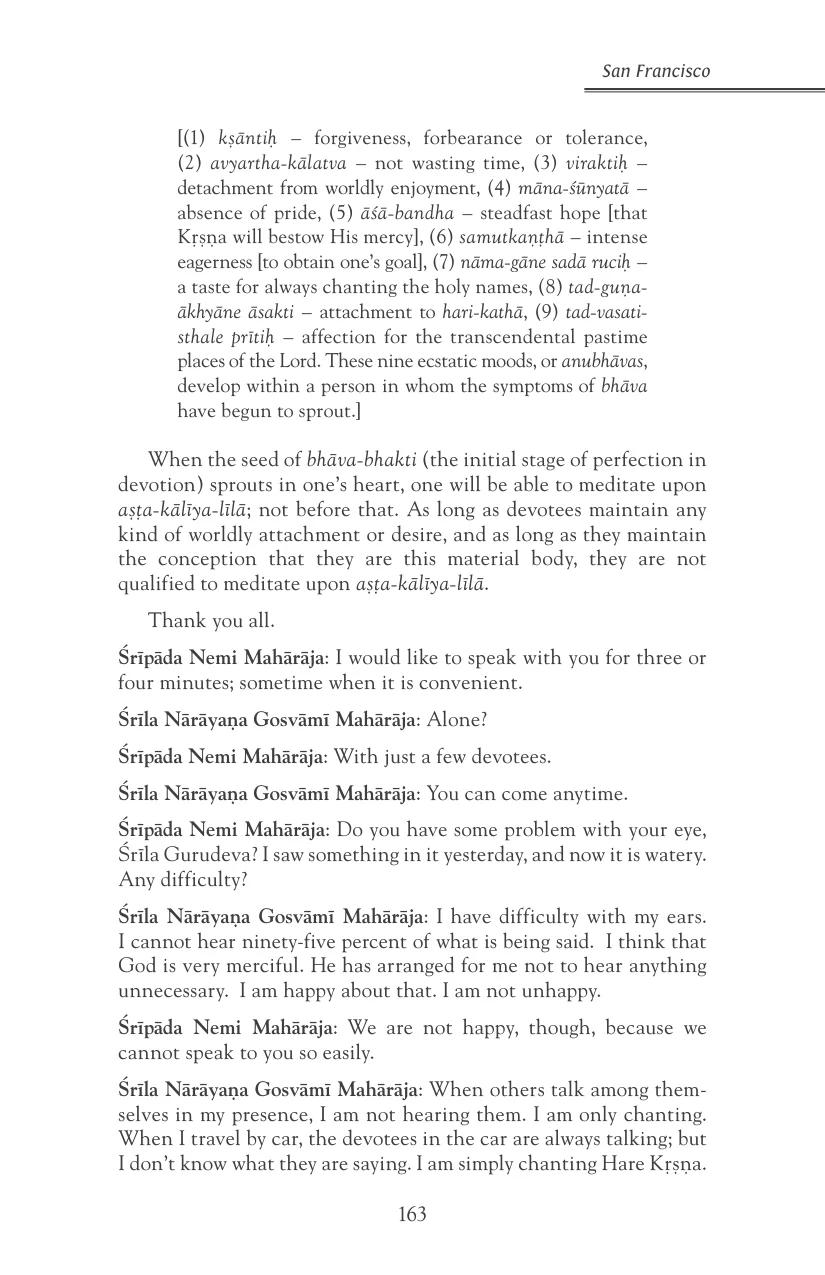 San Francisco
[(1) kṣāntiḥ – forgiveness, forbearance or tolerance,
(2) avyartha-kālatva – not wasting time, (3) viraktiḥ –
detachment from worldly enjoyment, (4) māna-śūnyatā –
absence of pride, (5) āśā-bandha – steadfast hope [that
Kṛṣṇa will bestow His mercy], (6) samutkaṇṭhā – intense
eagerness [to obtain one’s goal], (7) nāma-gāne sadā ruciḥ –
a taste for always chanting the holy names, (8) tad-guṇa-
ākhyāne āsakti – attachment to hari-kathā, (9) tad-vasati-
sthale prītiḥ – affection for the transcendental pastime
places of the Lord. These nine ecstatic moods, or anubhāvas,
develop within a person in whom the symptoms of bhāva
have begun to sprout.]
When the seed of bhāva-bhakti (the initial stage of perfection in
devotion) sprouts in one’s heart, one will be able to meditate upon
aṣṭa-kālīya-līlā; not before that. As long as devotees maintain any
kind of worldly attachment or desire, and as long as they maintain
the conception that they are this material body, they are not
qualified to meditate upon aṣṭa-kālīya-līlā.
Thank you all.
Śrīpāda Nemi Mahārāja: I would like to speak with you for three or
four minutes; sometime when it is convenient.
Śrīla Nārāyaṇa Gosvāmī Mahārāja: Alone?
Śrīpāda Nemi Mahārāja: With just a few devotees.
Śrīla Nārāyaṇa Gosvāmī Mahārāja: You can come anytime.
Śrīpāda Nemi Mahārāja: Do you have some problem with your eye,
Śrīla Gurudeva? I saw something in it yesterday, and now it is watery.
Any difficulty?
Śrīla Nārāyaṇa Gosvāmī Mahārāja: I have difficulty with my ears.
I cannot hear ninety-five percent of what is being said. I think that
God is very merciful. He has arranged for me not to hear anything
unnecessary. I am happy about that. I am not unhappy.
Śrīpāda Nemi Mahārāja: We are not happy, though, because we
cannot speak to you so easily.
Śrīla Nārāyaṇa Gosvāmī Mahārāja: When others talk among them-
selves in my presence, I am not hearing them. I am only chanting.
When I travel by car, the devotees in the car are always talking; but
I don’t know what they are saying. I am simply chanting Hare Kṛṣṇa.
163